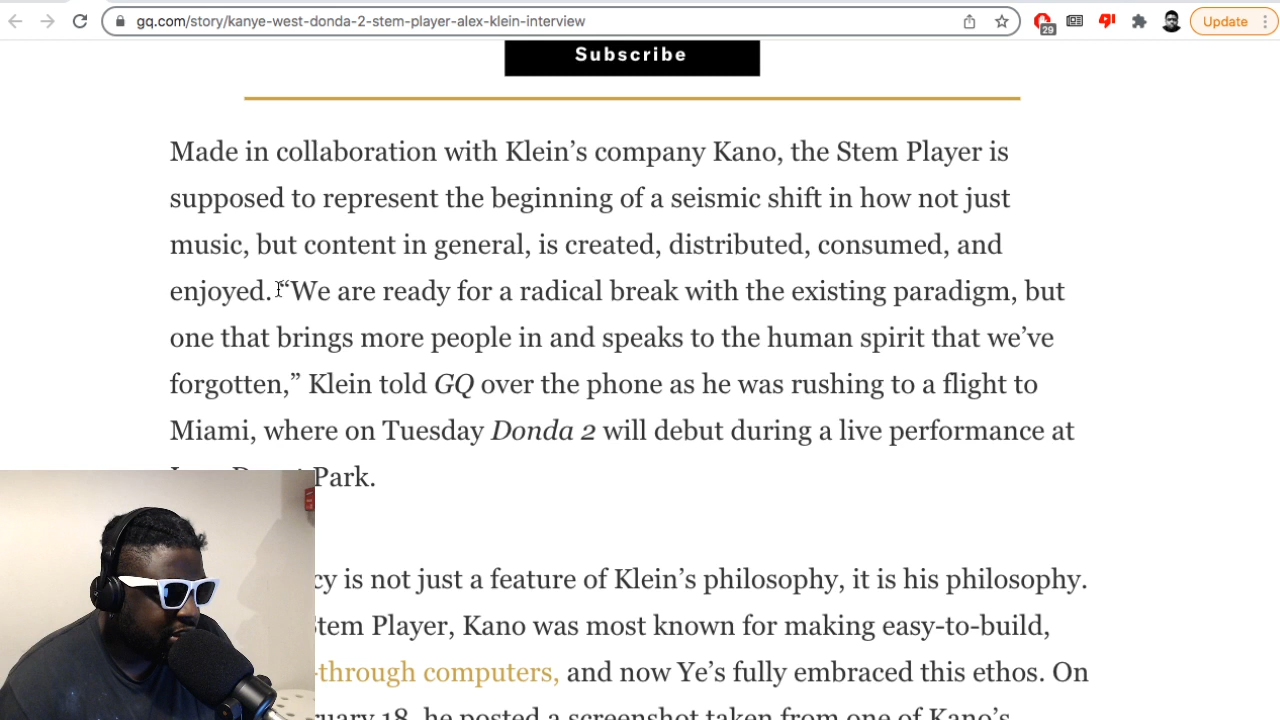 gq.com/story/kanye-west-donda-2-stem-player-alex-klein-interview
29
Update
Subscribe
Made in collaboration with Klein’s company Kano, the Stem Player is
supposed to represent the beginning of a seismic shift in how not just
music, but content in general, is created, distributed, consumed, and
enjoyed. “We are ready for a radical break with the existing paradigm, but
one that brings more people in and speaks to the human spirit that we’ve
forgotten,” Klein told GQ over the phone as he was rushing to a flight to
Miami, where on Tuesday Donda 2 will debut during a live performance at
Park.
cy is not just a feature of Klein’s philosophy, it is his philosophy.
Stem Player, Kano was most known for making easy-to-build,
-through computers, and now Ye’s fully embraced this ethos. On
ruary 18, he posted a screenshot taken from one of Kano’s